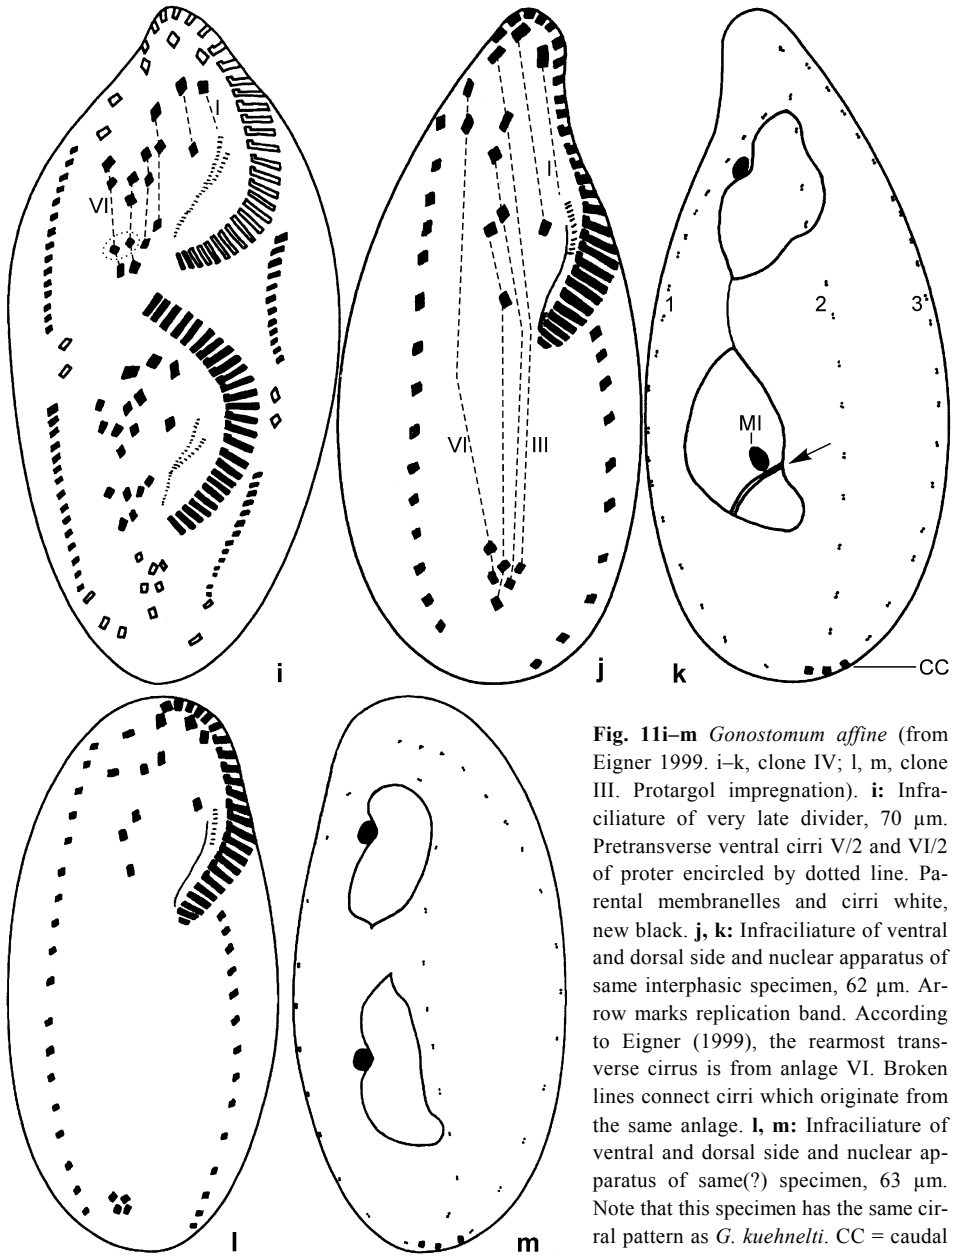 I
VI
i
I
VI
III
j
1
2
3
MI
CC
k
l
m
Fig. 11i–m Gonostomum affine (from
Eigner 1999. i–k, clone IV; l, m, clone
III. Protargol impregnation). i: Infra-
ciliature of very late divider, 70 µm.
Pretransverse ventral cirri V/2 and VI/2
of proter encircled by dotted line. Pa-
rental membranelles and cirri white,
new black. j, k: Infraciliature of ventral
and dorsal side and nuclear apparatus of
same interphasic specimen, 62 µm. Ar-
row marks replication band. According
to Eigner (1999), the rearmost trans-
verse cirrus is from anlage VI. Broken
lines connect cirri which originate from
the same anlage. l, m: Infraciliature of
ventral and dorsal side and nuclear ap-
paratus of same(?) specimen, 63 µm.
Note that this specimen has the same cir-
ral pattern as G. kuehnelti. CC = caudal